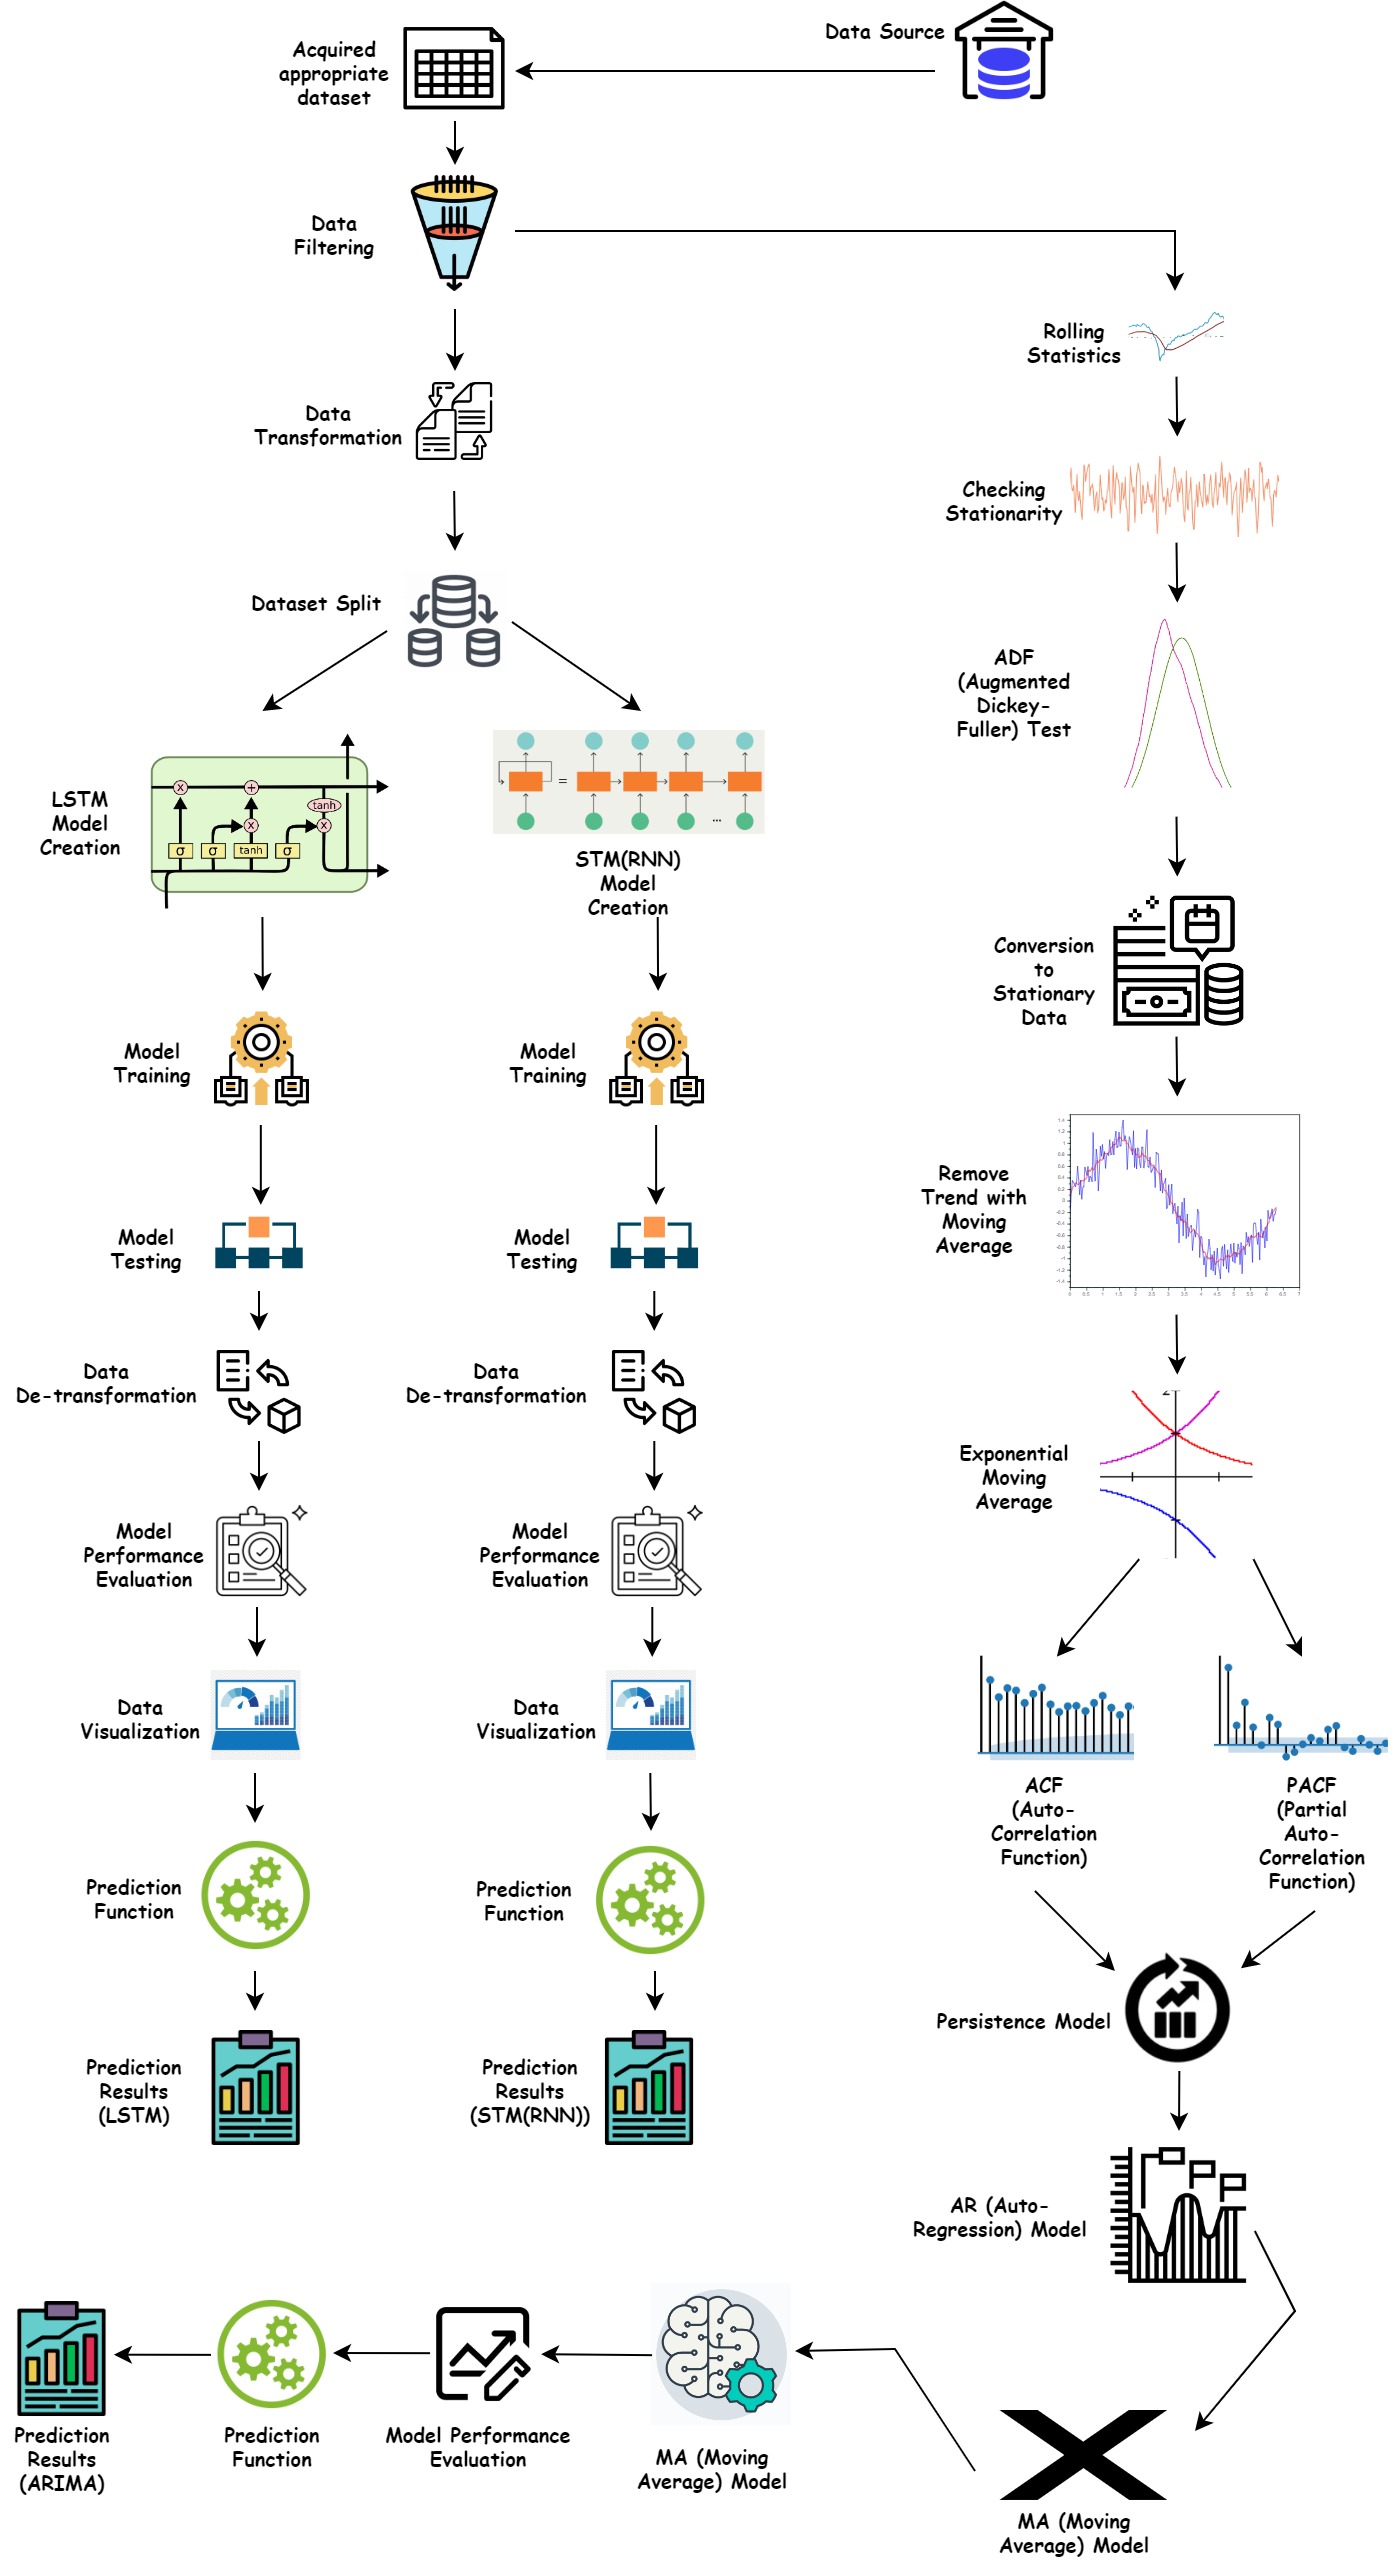 Data Source
Acquired
appropriate
dataset
Data
Filtering
Rolling
Statistics
Data
Transformation
Checking
Stationarity
Dataset Split
ADF
(Augmented
Dickey-
Fuller) Test
LSTM
Model
Creation
x
+
tanh
x
x
σ
σ
tanh
σ
=
...
STM(RNN)
Model
Creation
Conversion
to
Stationary
Data
Model
Training
Model
Training
Remove
Trend with
Moving
Average
Model
Testing
Model
Testing
Data
De-transformation
Data
De-transformation
Exponential
Moving
Average
Model
Performance
Evaluation
Model
Performance
Evaluation
Data
Visualization
Data
Visualization
ACF
(Auto-
Correlation
Function)
PACF
(Partial
Auto-
Correlation
Function)
Prediction
Function
Prediction
Function
Persistence Model
Prediction
Results
(LSTM)
Prediction
Results
(STM(RNN))
AR (Auto-
Regression) Model
Prediction
Results
(ARIMA)
Prediction
Function
Model Performance
Evaluation
MA (Moving
Average) Model
MA (Moving
Average) Model